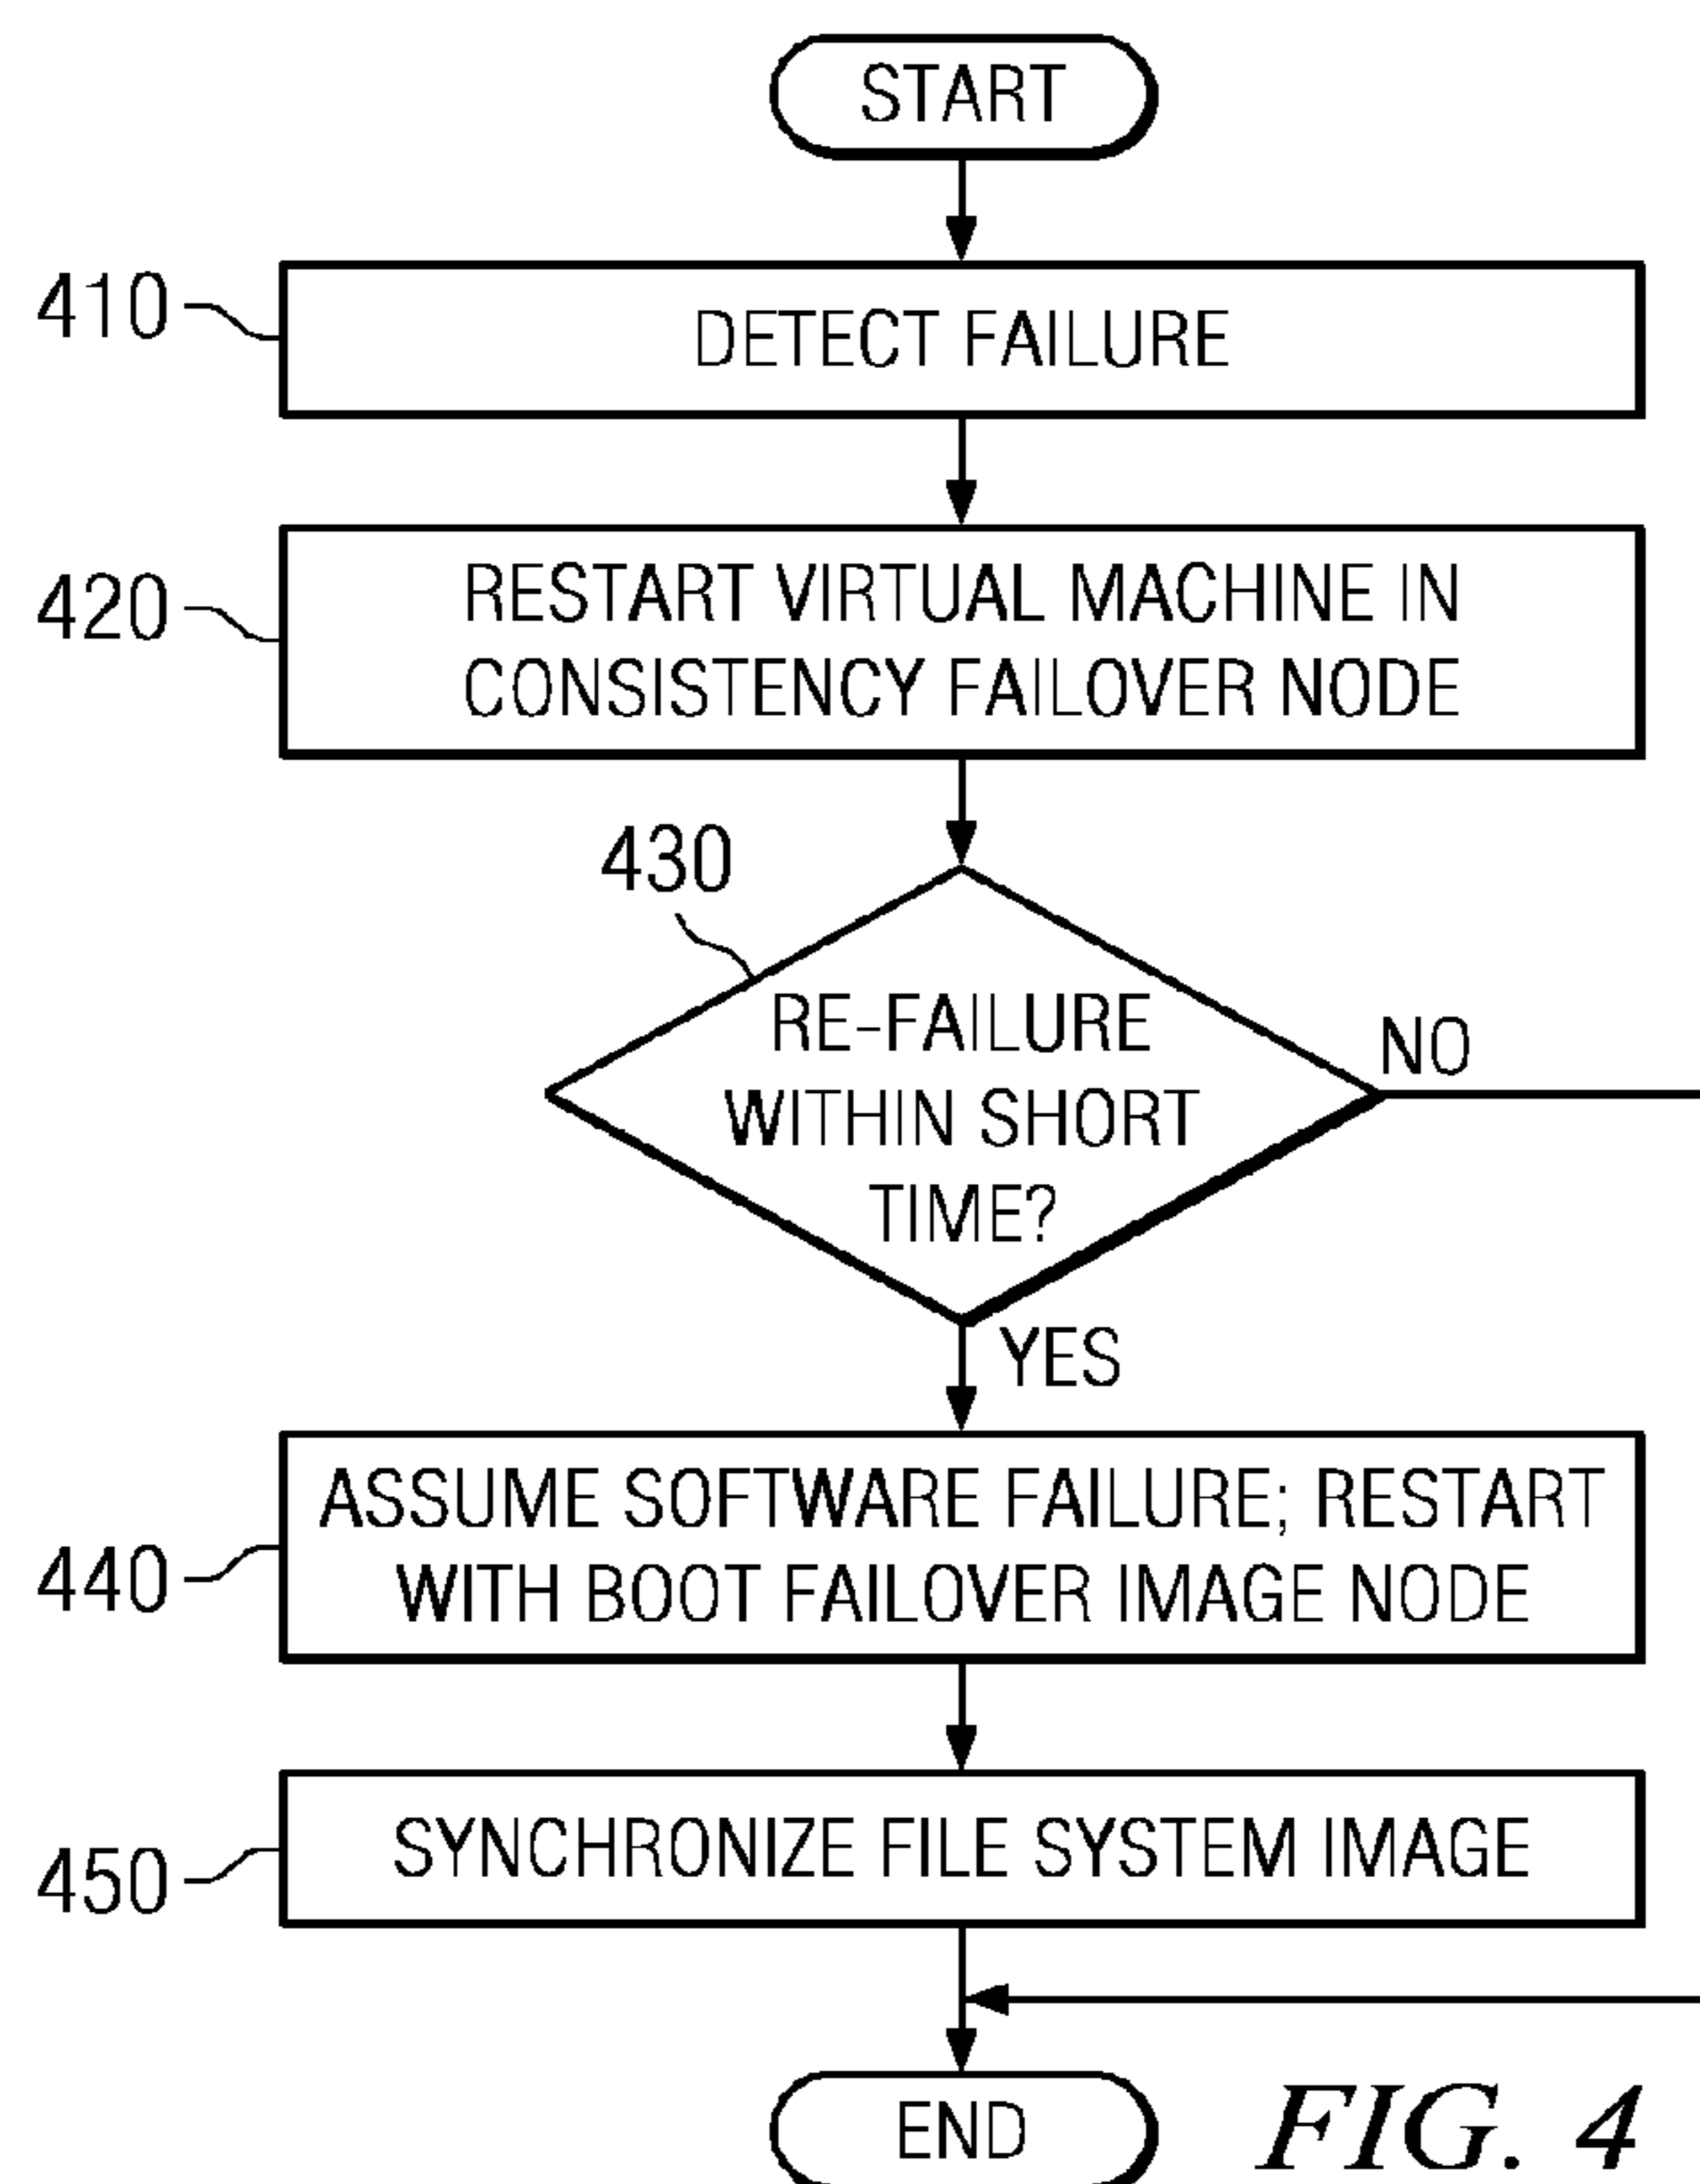 START
410
DETECT FAILURE
420
RESTART VIRTUAL MACHINE IN
CONSISTENCY FAILOVER NODE
430
RE-FAILURE
WITHIN SHORT
TIME?
NO
YES
440
ASSUME SOFTWARE FAILURE; RESTART
WITH BOOT FAILOVER IMAGE NODE
450
SYNCHRONIZE FILE SYSTEM IMAGE
END
FIG. 4